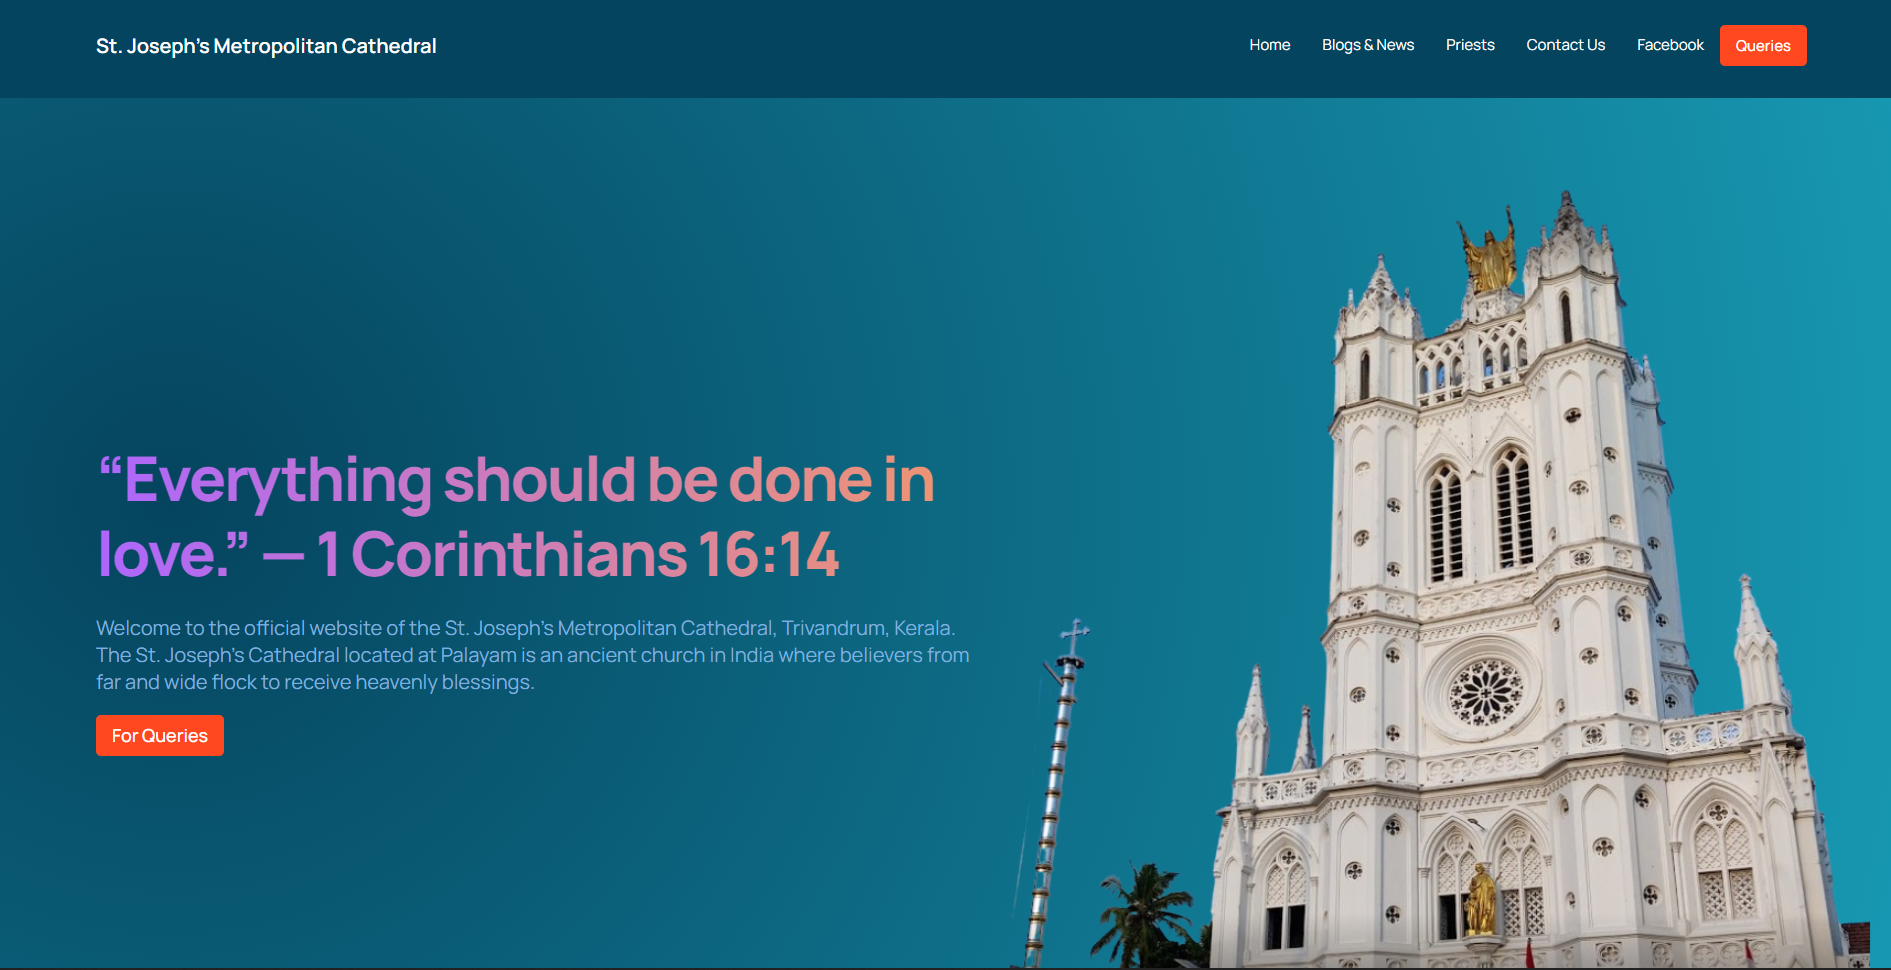 St. Joseph's Metropolitan Cathedral
Home
Blogs & News
Priests
Contact Us
Facebook
Queries
“Everything should be done in
love.” — 1 Corinthians 16:14
Welcome to the official website of the St. Joseph's Metropolitan Cathedral, Trivandrum, Kerala.
The St. Joseph's Cathedral located at Palayam is an ancient church in India where believers from
far and wide flock to receive heavenly blessings.
For Queries